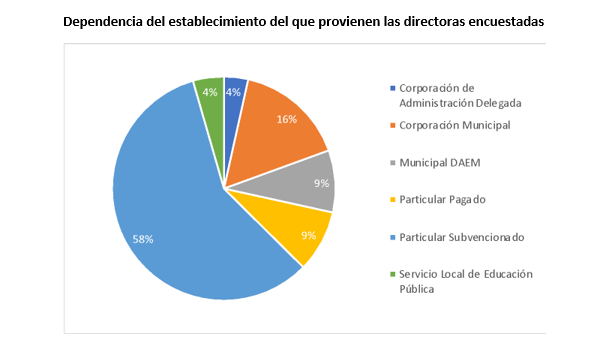 Dependencia del establecimiento del que provienen las directoras encuestadas
4%
4%
16%
9%
9%
58%
Corporación de
Administración Delegada
Corporación Municipal
Municipal DAEM
Particular Pagado
Particular Subvencionado
Servicio Local de Educación
Pública